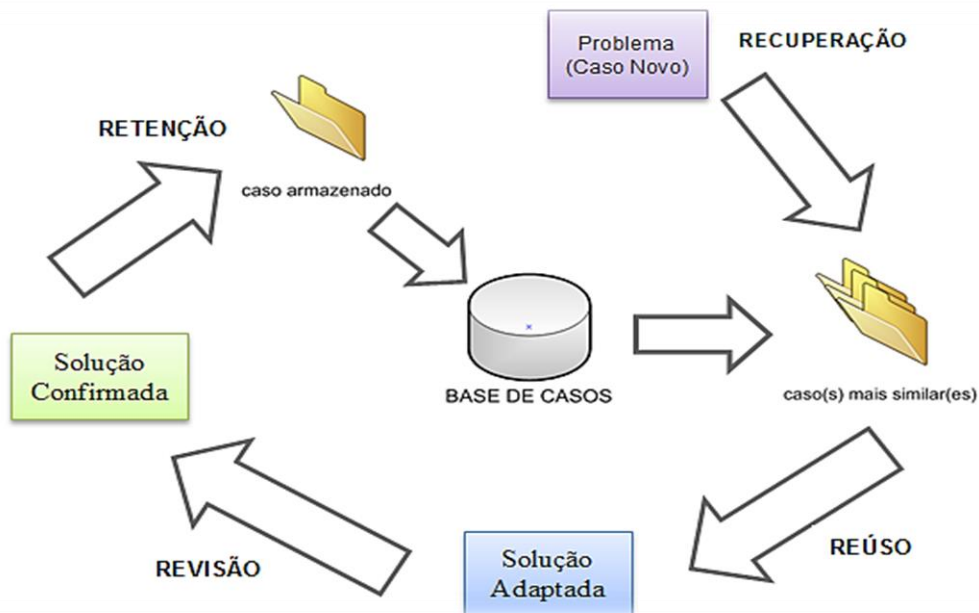 Problema
(Caso Novo)
RECUPERAÇÃO
RETENÇÃO
caso armazenado
BASE DE CASOS
caso(s) mais similar(es)
Solução
Confirmada
REVISÃO
Solução
Adaptada
REÚSO